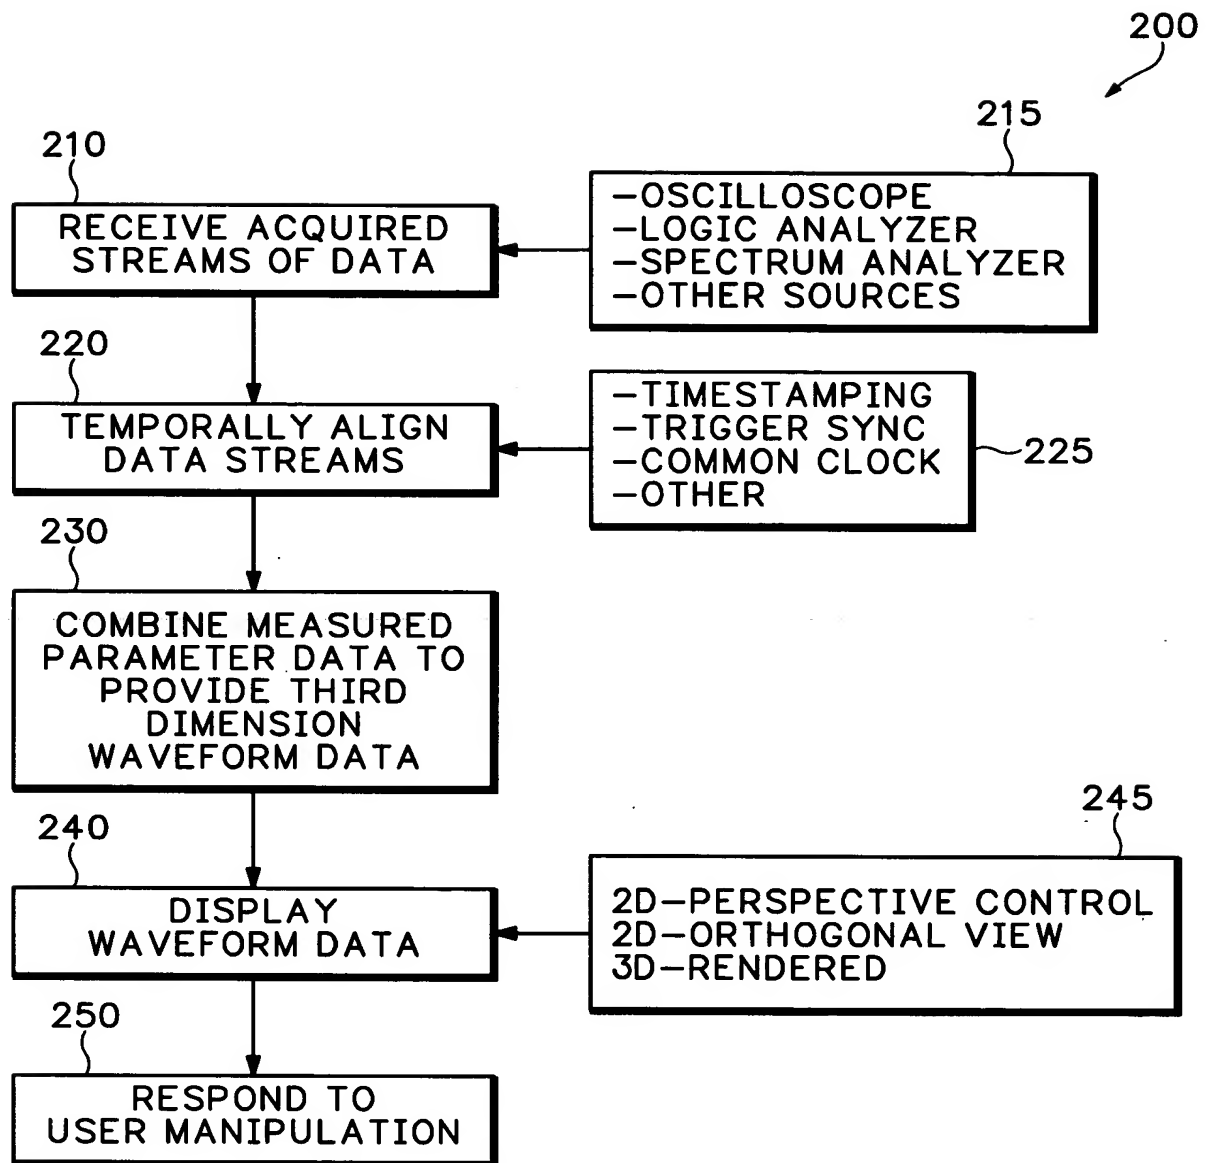 200
210
RECEIVE ACQUIRED
STREAMS OF DATA
215
-OSCILLOSCOPE
-LOGIC ANALYZER
-SPECTRUM ANALYZER
-OTHER SOURCES
220
TEMPORALLY ALIGN
DATA STREAMS
-TIMESTAMPING
-TRIGGER SYNC
-COMMON CLOCK
-OTHER
225
230
COMBINE MEASURED
PARAMETER DATA TO
PROVIDE THIRD
DIMENSION
WAVEFORM DATA
240
DISPLAY
WAVEFORM DATA
245
2D-PERSPECTIVE CONTROL
2D-ORTHOGONAL VIEW
3D-RENDERED
250
RESPOND TO
USER MANIPULATION